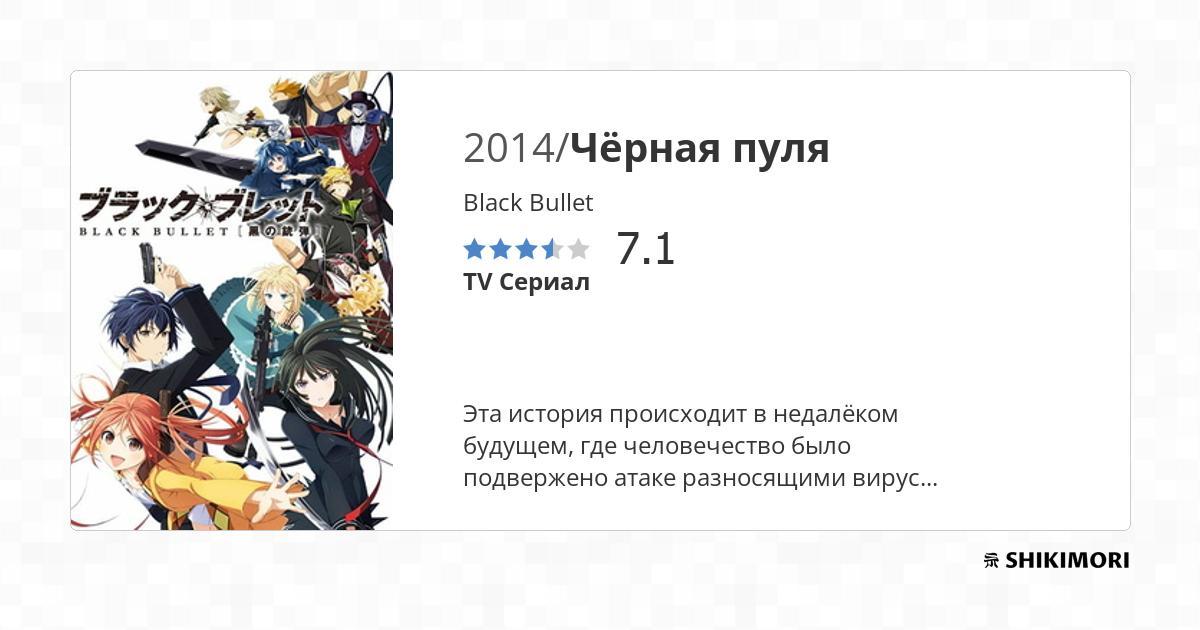 ブラック・ブレット
BLACK BULLET [黒の銃弾]
2014/Чёрная пуля
Black Bullet
7.1
TV Сериал
Эта история происходит в недалёком
будущем, где человечество было
подвержено атаке разносящими вирус...
SHIKIMORI